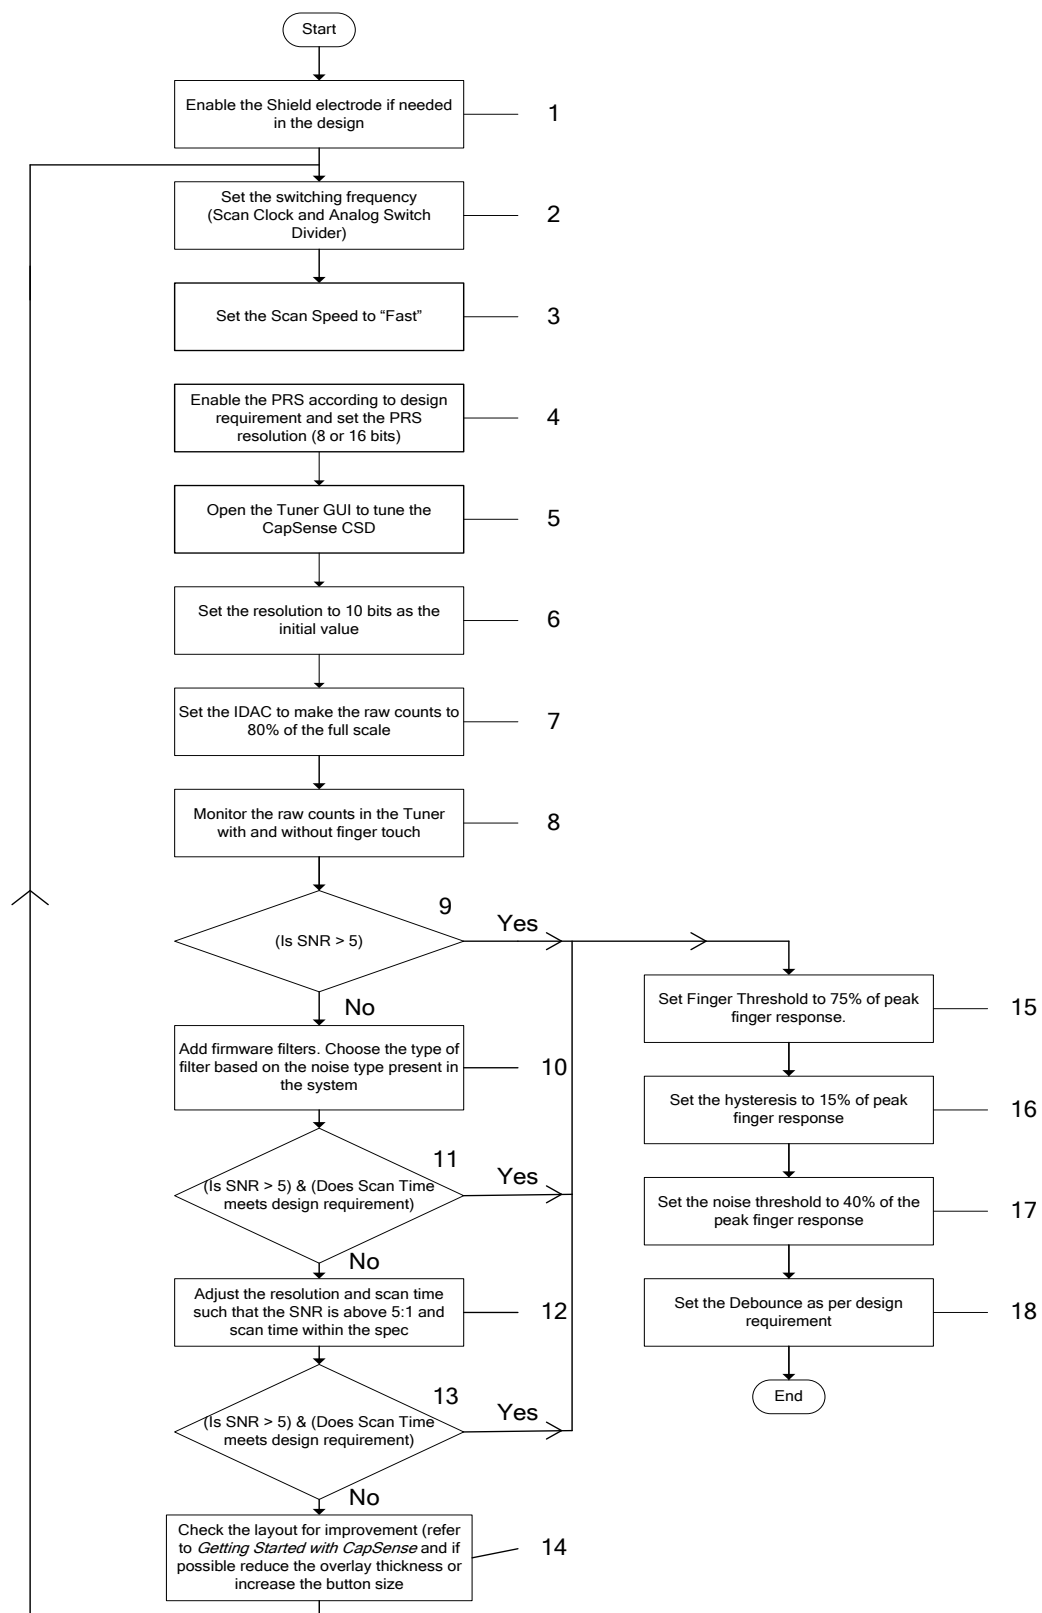 Start
Enable the Shield electrode if needed
in the design
1
Set the switching frequency
(Scan Clock and Analog Switch
Divider)
2
Set the Scan Speed to “Fast”
3
Enable the PRS according to design
requirement and set the PRS
resolution (8 or 16 bits)
4
Open the Tuner GUI to tune the
CapSense CSD
5
Set the resolution to 10 bits as the
initial value
6
Set the IDAC to make the raw counts to
80% of the full scale
7
Monitor the raw counts in the Tuner
with and without finger touch
8
(Is SNR > 5)
9
Yes
No
Add firmware filters. Choose the type of
filter based on the noise type present in
the system
10
(Is SNR > 5) & (Does Scan Time
meets design requirement)
11
Yes
No
Adjust the resolution and scan time
such that the SNR is above 5:1 and
scan time within the spec
12
(Is SNR > 5) & (Does Scan Time
meets design requirement)
13
Yes
No
Check the layout for improvement (refer
to Getting Started with CapSense and if
possible reduce the overlay thickness or
increase the button size
14
Set Finger Threshold to 75% of peak
finger response.
15
Set the hysteresis to 15% of peak
finger response
16
Set the noise threshold to 40% of the
peak finger response
17
Set the Debounce as per design
requirement
18
End